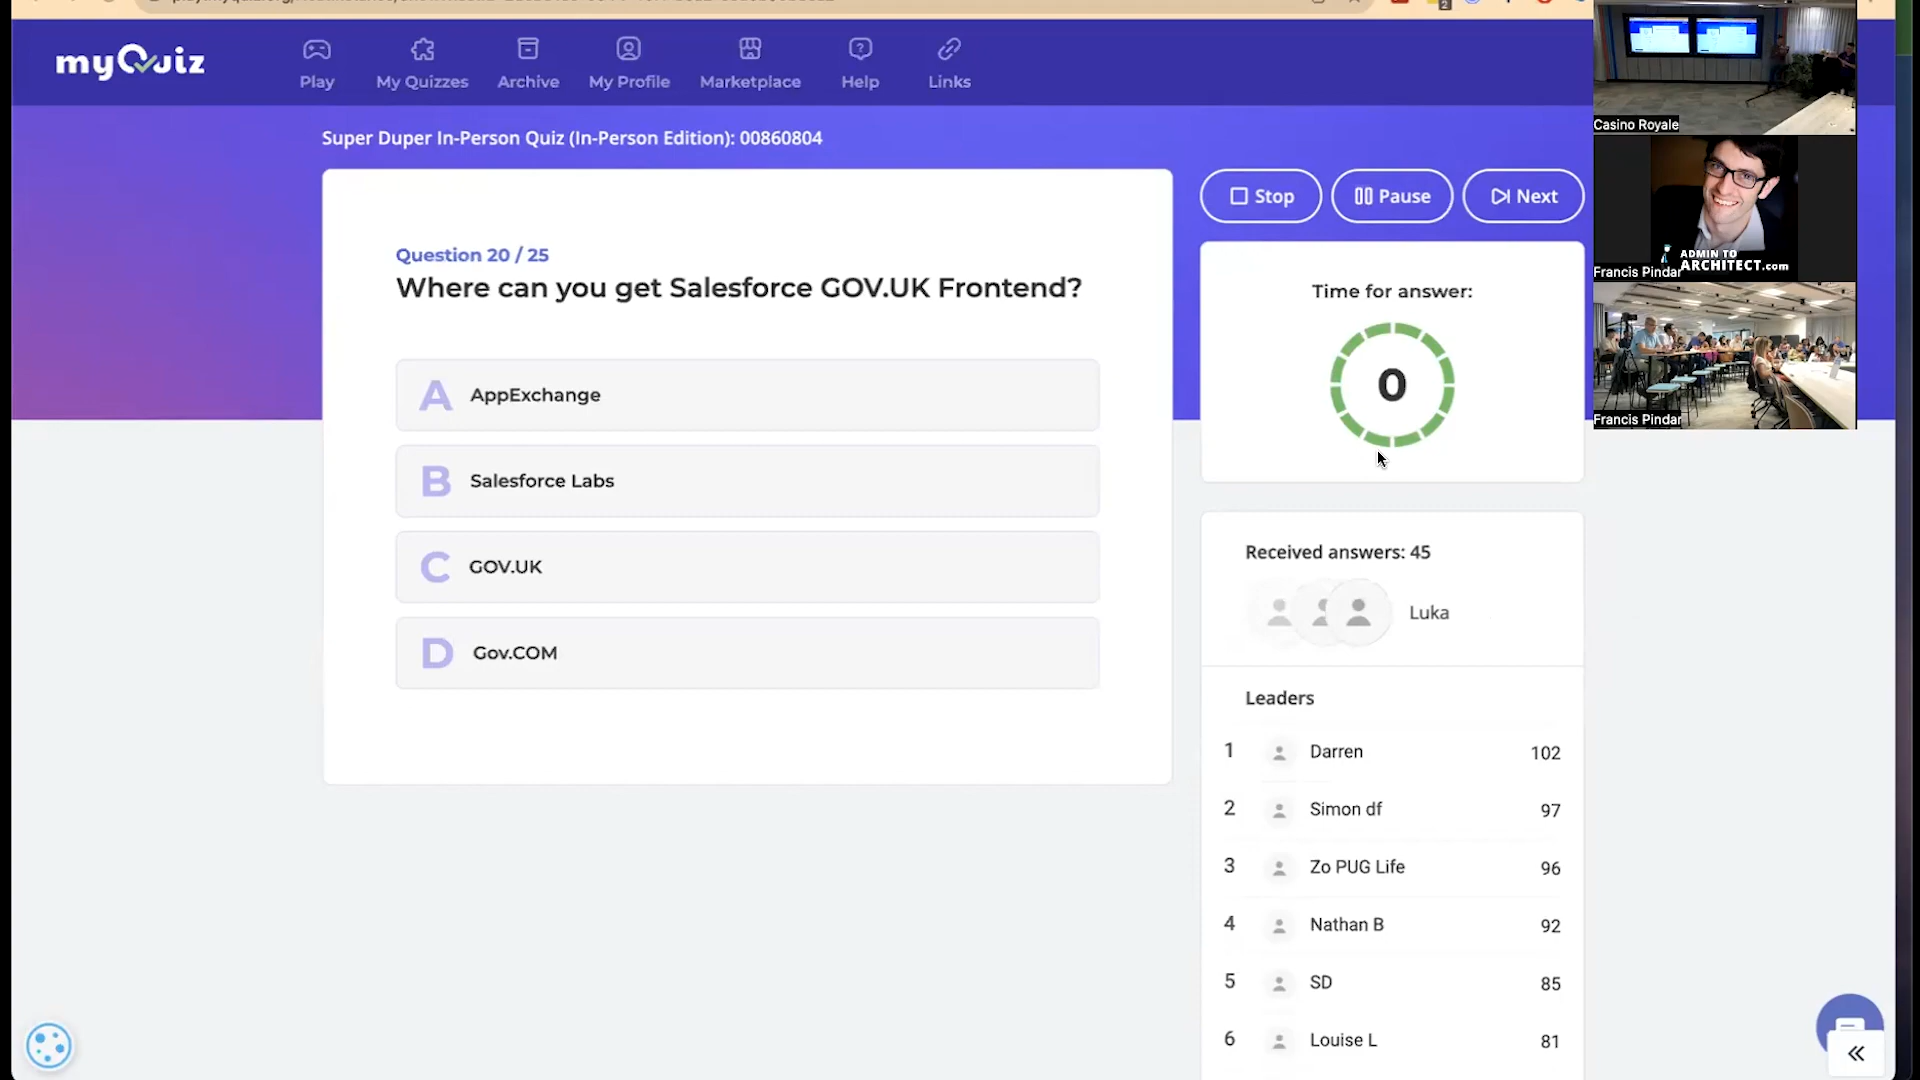 myQuiz
Play
My Quizzes
Archive
My Profile
Marketplace
Help
Links
Super Duper In-Person Quiz (In-Person Edition): 00860804
Stop
Pause
Next
Question 20 / 25
Where can you get Salesforce GOV.UK Frontend?
A AppExchange
B Salesforce Labs
C GOV.UK
D Gov.COM
Time for answer:
0
Received answers: 45
Luka
Leaders
1 Darren 102
2 Simon df 97
3 Zo PUG Life 96
4 Nathan B 92
5 SD 85
6 Louise L 81
Casino Royale
ADMIN TO
ARCHITECT.com
Francis Pindar
Francis Pindar
2